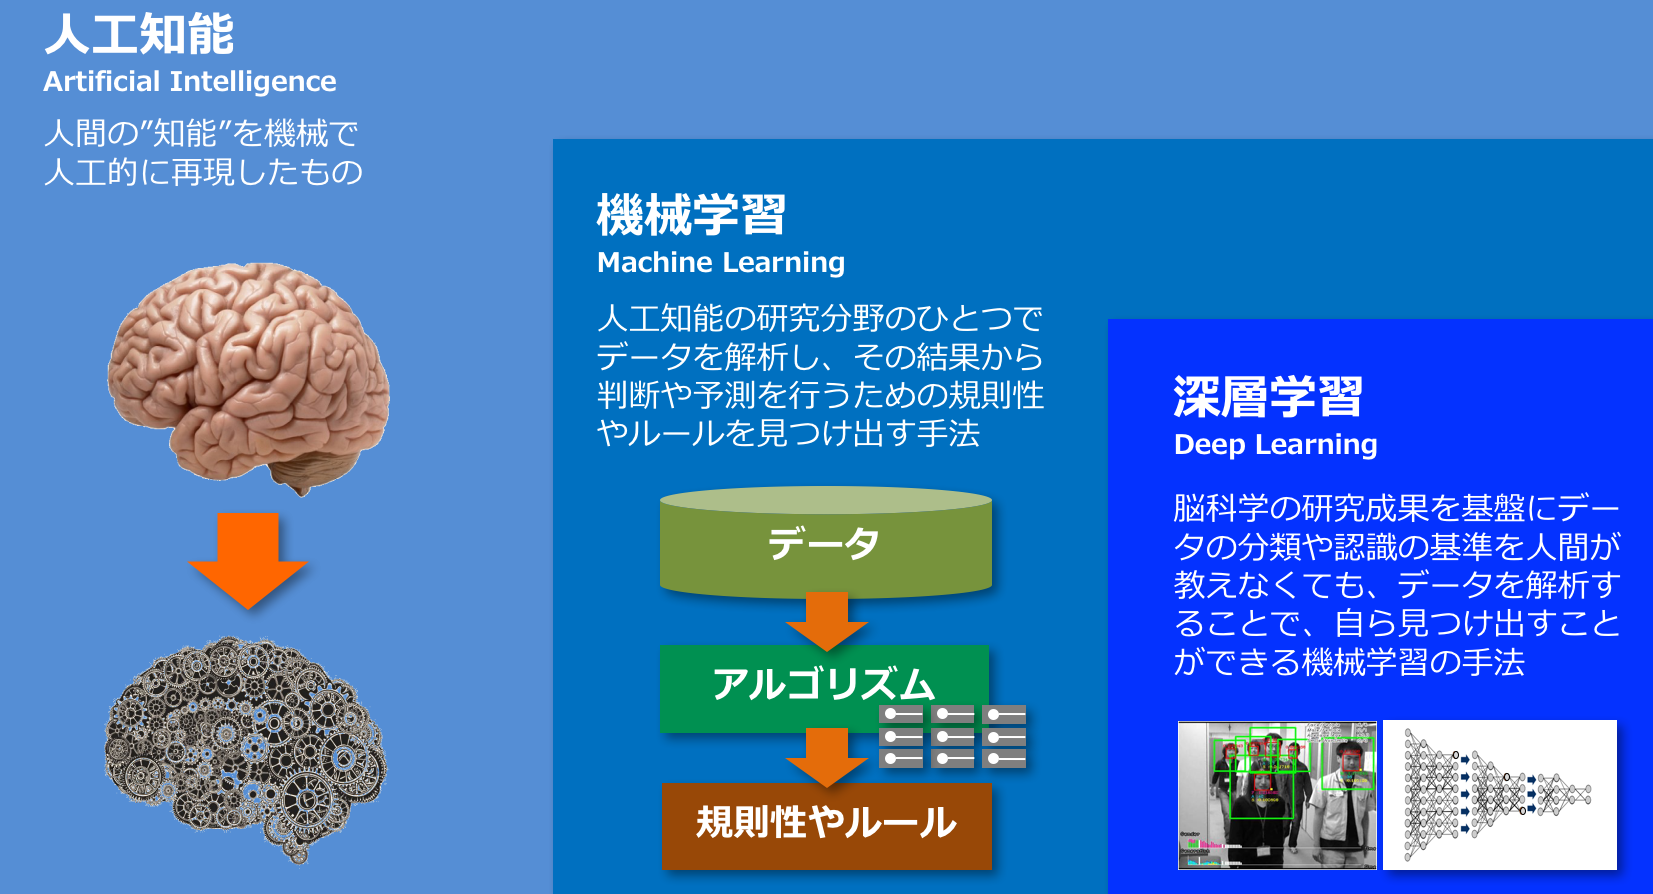 人工知能
Artificial Intelligence
人間の”知能”を機械で
人工的に再現したもの
機械学習
Machine Learning
人工知能の研究分野のひとつで
データを解析し、その結果から
判断や予測を行うための規則性
やルールを見つけ出す手法
データ
アルゴリズム
規則性やルール
深層学習
Deep Learning
脳科学の研究成果を基盤にデー
タの分類や認識の基準を人間が
教えなくても、データを解析す
ることで、自ら見つけ出すこと
ができる機械学習の手法